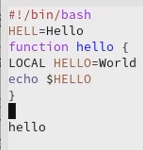 #!/bin/bash
HELL=Hello
function hello {
LOCAL HELLO=World
echo $HELLO
}
hello